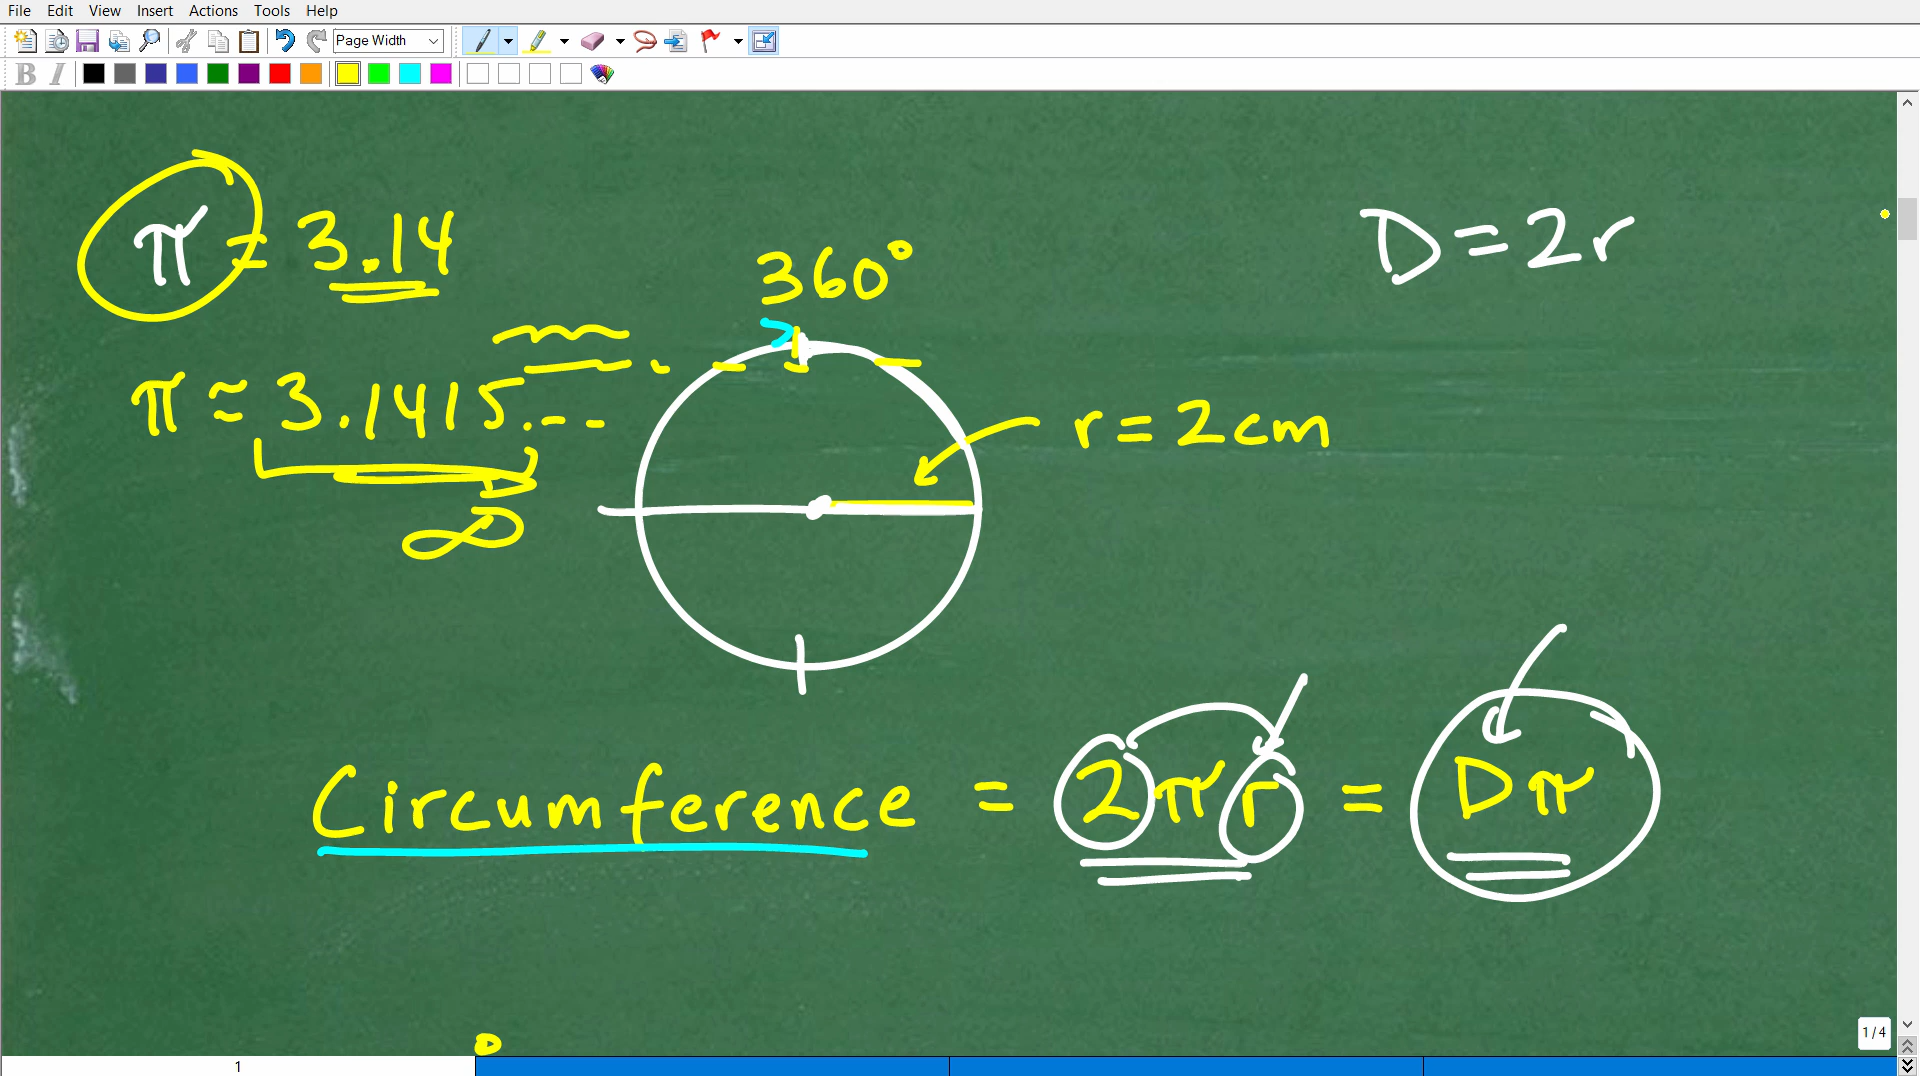 File Edit View Insert Actions Tools Help
Page Width
B I
π = 3.14
D = 2r
360°
π ≈ 3.1415...
r = 2cm
∞
Circumference = 2πr = Dπ
1 / 4
1